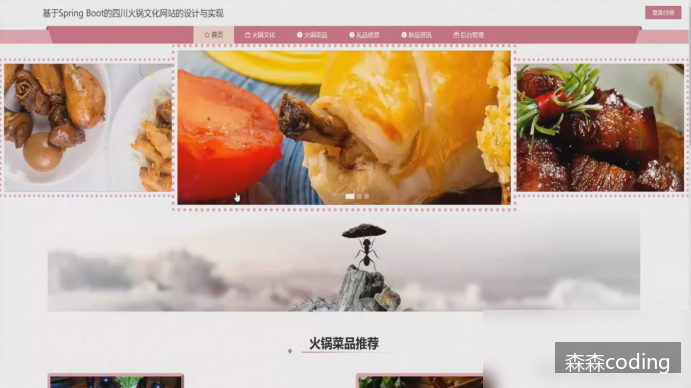 基于Spring Boot的四川火锅文化网站的设计与实现
登录/注册
首页 火锅文化 火锅菜品 礼品信息 新品资讯 后台管理
火锅菜品推荐
森森coding